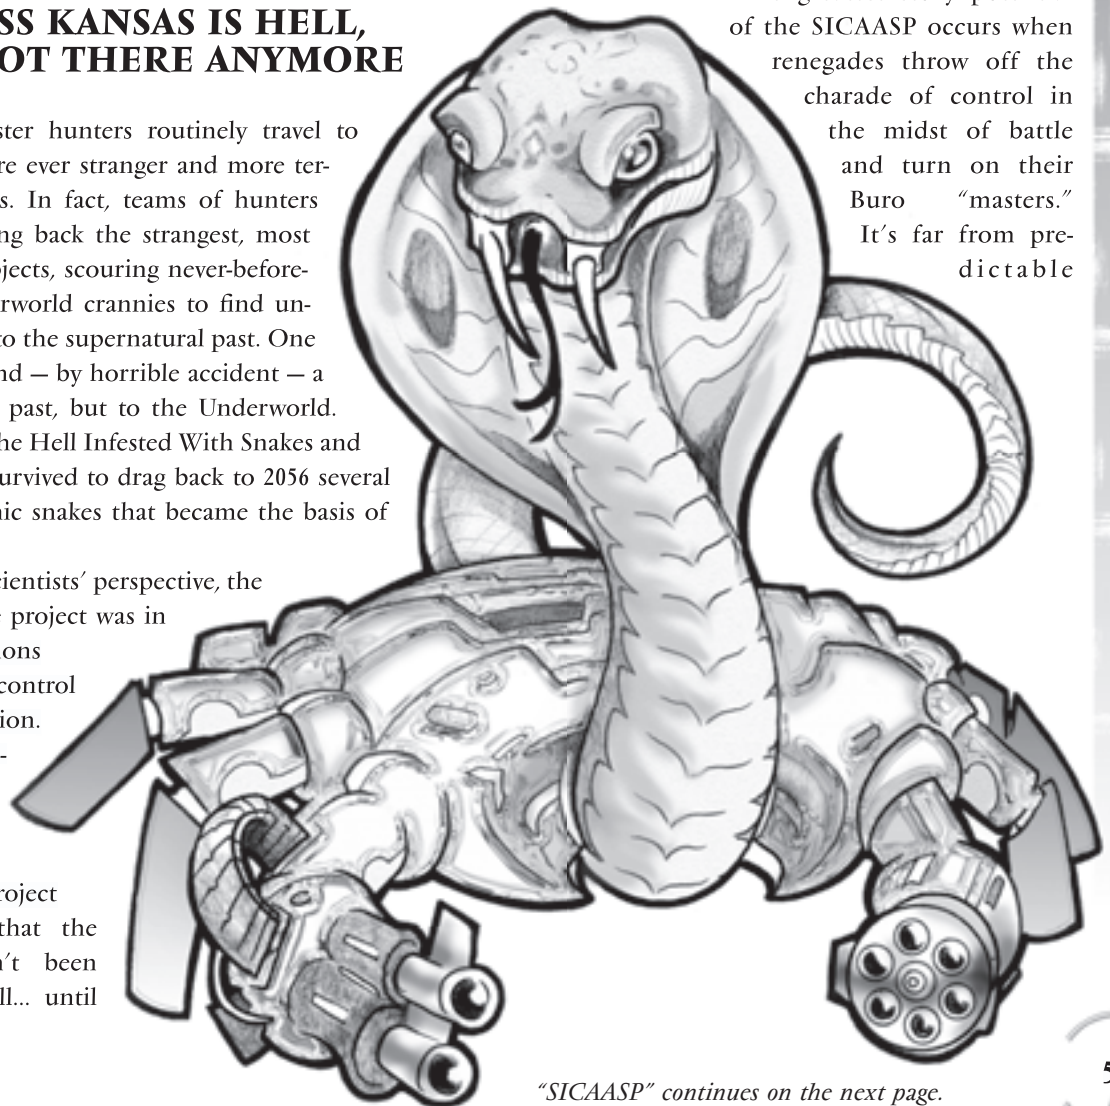 SS KANSAS IS HELL,
OT THERE ANYMORE
ster hunters routinely travel to
re ever stranger and more ter-
s. In fact, teams of hunters
ng back the strangest, most
jects, scouring never-before-
rworld crannies to find un-
to the supernatural past. One
nd — by horrible accident — a
past, but to the Underworld.
he Hell Infested With Snakes and
urvived to drag back to 2056 several
ic snakes that became the basis of
cientists’ perspective, the
project was in
ons
control
ion.
-
roject
that the
’t been
ll... until
of the SICAASP occurs when
renegades throw off the
charade of control in
the midst of battle
and turn on their
Buro “masters.”
It’s far from pre-
dictable
“SICAASP” continues on the next page.
5